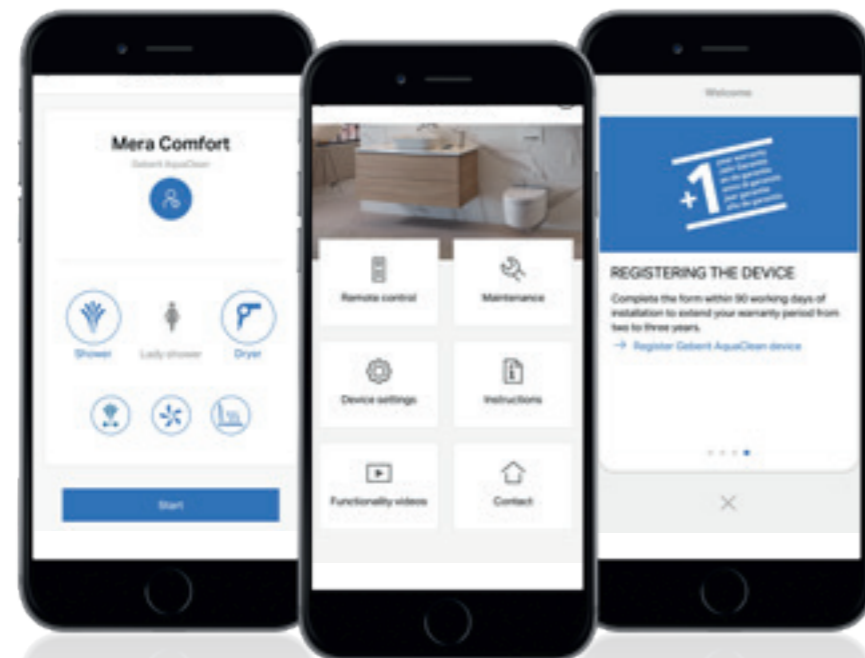 Mera Comfort
Geberit AquaClean
Shower
Lady shower
Dryer
Start
Remote control
Maintenance
Device settings
Instructions
Functionality videos
Contact
Welcome
+1
year warranty
REGISTERING THE DEVICE
Complete the form within 90 working days of
installation to extend your warranty period from
two to three years.
→ Register Geberit AquaClean device